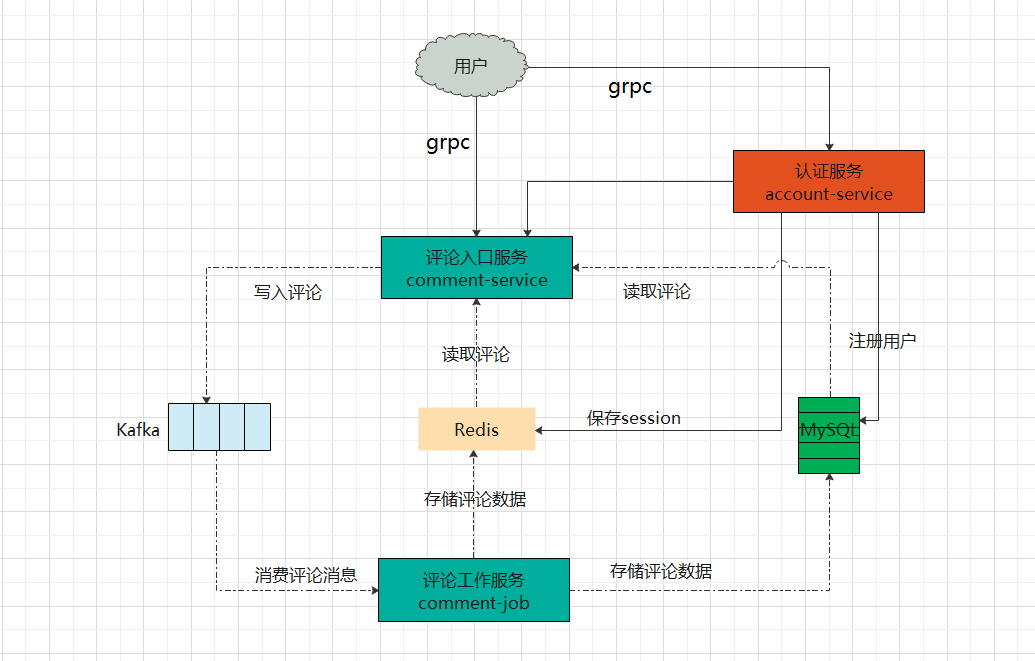 用户
grpc
grpc
认证服务
account-service
评论入口服务
comment-service
写入评论
读取评论
注册用户
读取评论
保存session
Kafka
Redis
MySQL
存储评论数据
消费评论消息
评论工作服务
comment-job
存储评论数据